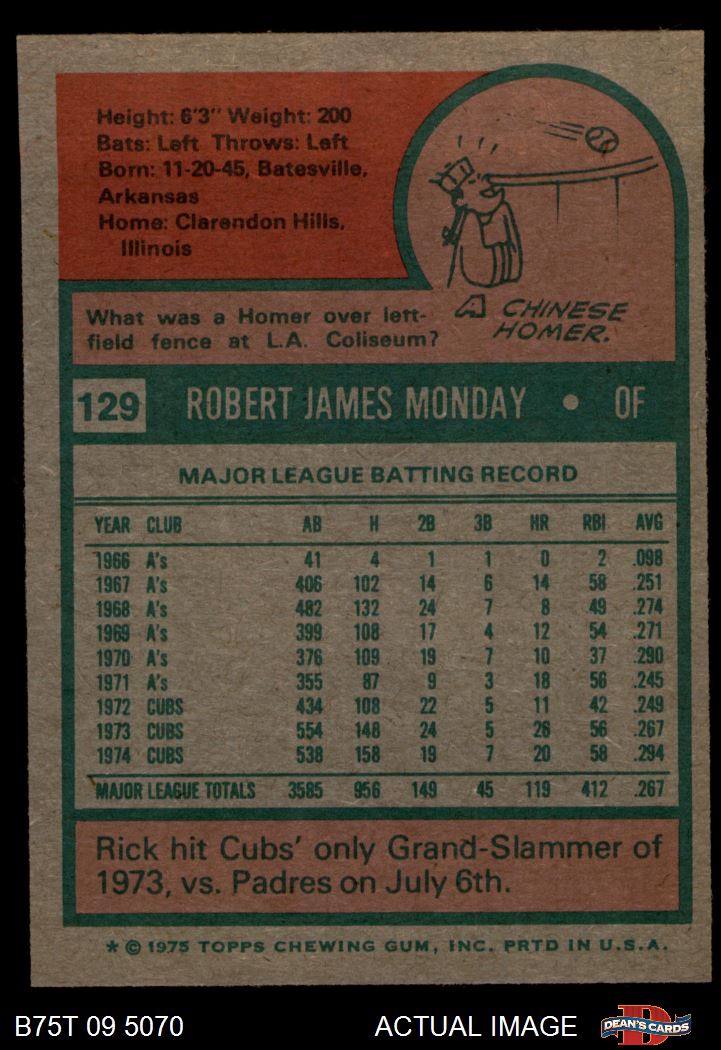 Height: 6'3" Weight: 200
Bats: Left Throws: Left
Born: 11-20-45, Batesville,
Arkansas
Home: Clarendon Hills,
Illinois
What was a Homer over left-
field fence at L.A. Coliseum?
A CHINESE
HOMER.
129 ROBERT JAMES MONDAY • OF
MAJOR LEAGUE BATTING RECORD
YEAR CLUB AB H 2B 3B HR RBI AVG
1966 A's 41 4 1 1 0 2 .098
1967 A's 406 102 14 6 14 58 .251
1968 A's 482 132 24 7 8 49 .274
1969 A's 399 108 17 4 12 54 .271
1970 A's 376 109 19 7 10 37 .290
1971 A's 355 87 9 3 18 56 .245
1972 CUBS 434 108 22 5 11 42 .249
1973 CUBS 554 148 24 5 26 56 .267
1974 CUBS 538 158 19 7 20 58 .294
MAJOR LEAGUE TOTALS 3585 956 149 45 119 412 .267
Rick hit Cubs' only Grand-Slammer of
1973, vs. Padres on July 6th.
* © 1975 TOPPS CHEWING GUM, INC. PRTD IN U.S.A.
B75T 09 5070 ACTUAL IMAGE D DEAN'S CARDS